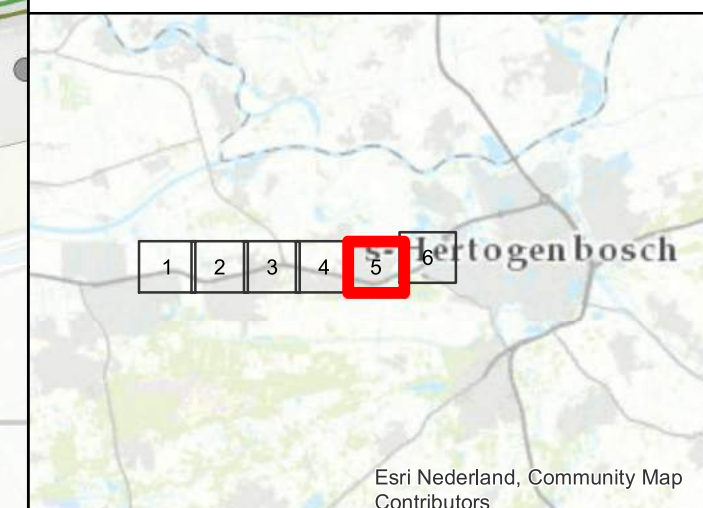 s-Hertogenbosch
1 2 3 4 5 6
Esri Nederland, Community Map
Contributors